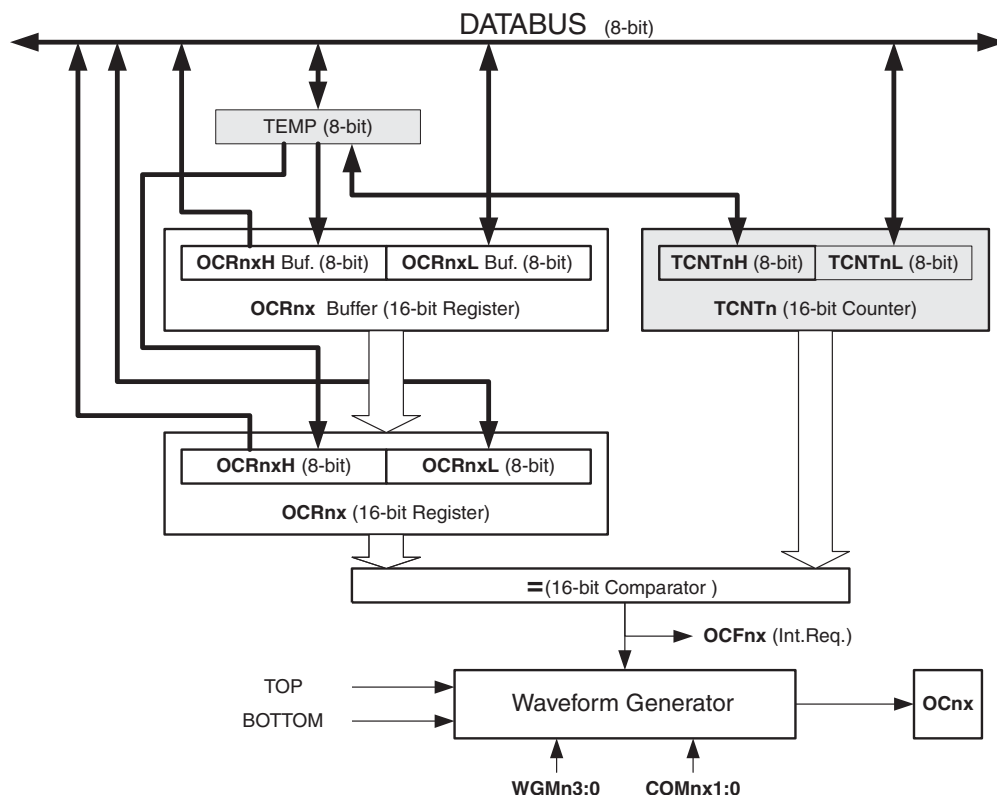 DATABUS (8-bit)
TEMP (8-bit)
OCRnxH Buf. (8-bit) OCRnxL Buf. (8-bit)
OCRnx Buffer (16-bit Register)
TCNTnH (8-bit) TCNTnL (8-bit)
TCNTn (16-bit Counter)
OCRnxH (8-bit) OCRnxL (8-bit)
OCRnx (16-bit Register)
=(16-bit Comparator )
OCFnx (Int.Req.)
TOP
BOTTOM
Waveform Generator
OCnx
WGMn3:0 COMnx1:0